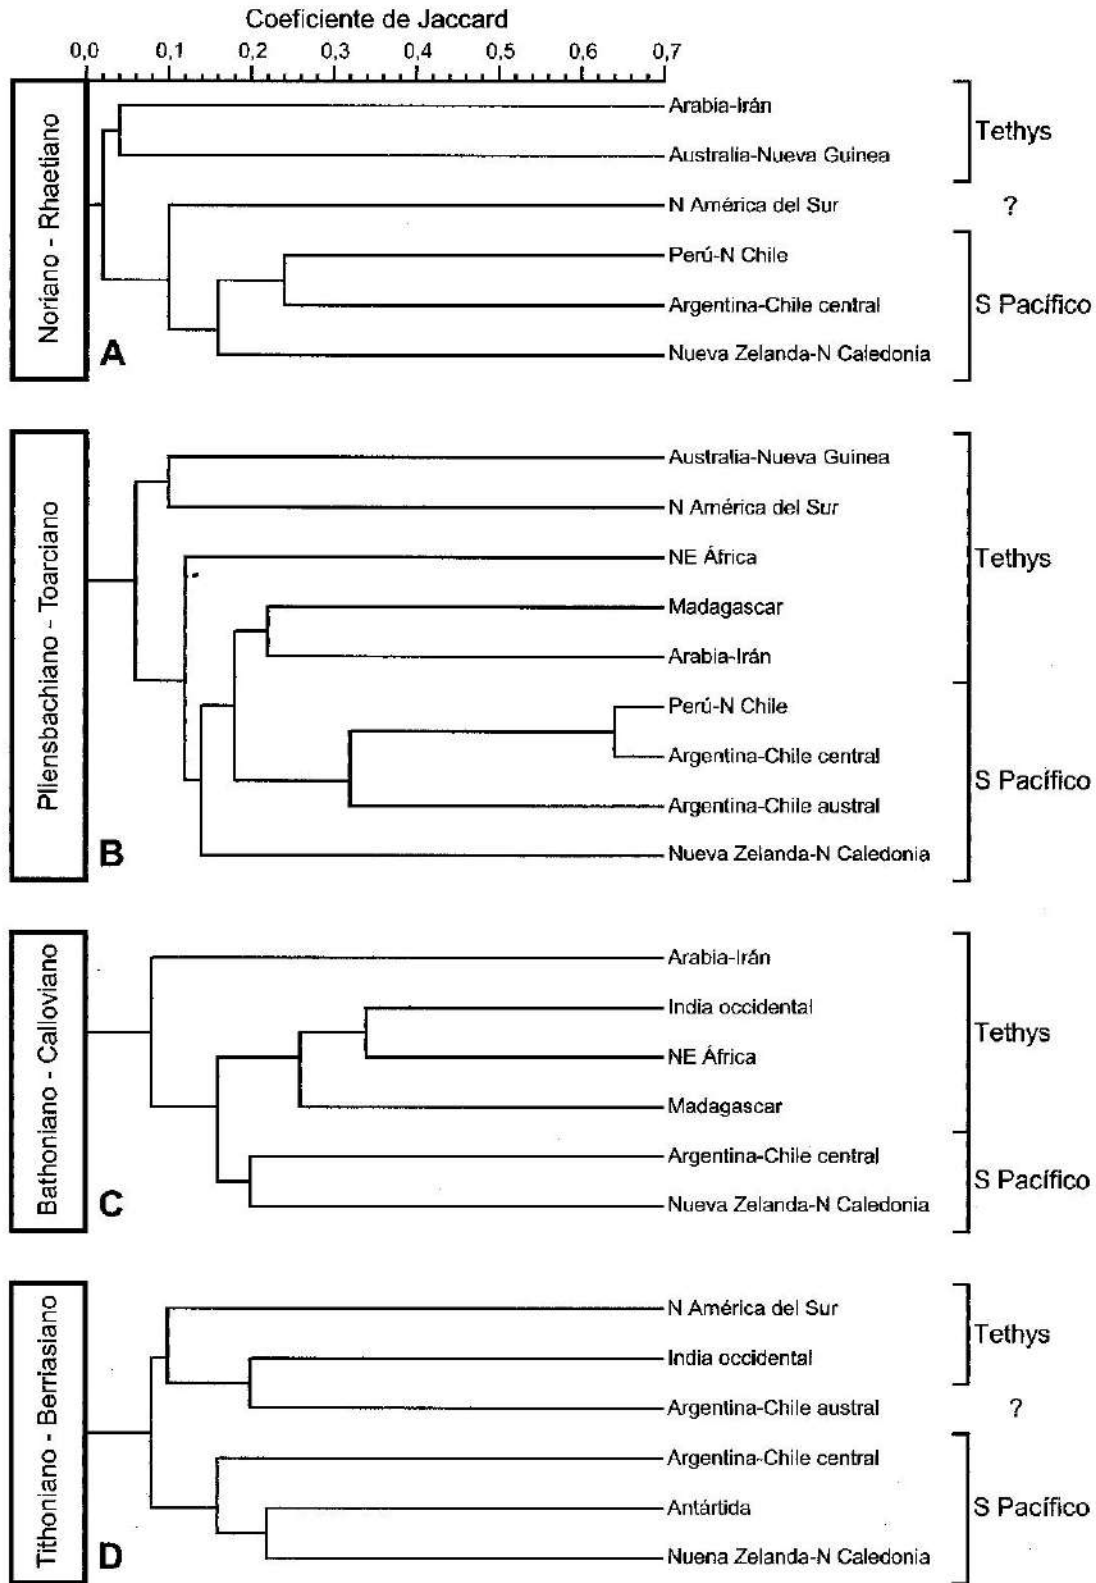 Coeficiente de Jaccard
0,0 0,1 0,2 0,3 0,4 0,5 0,6 0,7
Noriano - Rhaetiano
A
Arabia-Irán
Australia-Nueva Guinea
Tethys
N América del Sur
?
Perú-N Chile
Argentina-Chile central
Nueva Zelanda-N Caledonia
S Pacífico
Pliensbachiano - Toarciano
B
Australia-Nueva Guinea
N América del Sur
NE África
Madagascar
Arabia-Irán
Tethys
Perú-N Chile
Argentina-Chile central
Argentina-Chile austral
Nueva Zelanda-N Caledonia
S Pacífico
Bathoniano - Calloviano
C
Arabia-Irán
India occidental
NE África
Madagascar
Tethys
Argentina-Chile central
Nueva Zelanda-N Caledonia
S Pacífico
Tithoniano - Berriasiano
D
N América del Sur
India occidental
Tethys
Argentina-Chile austral
?
Argentina-Chile central
Antártida
Nuena Zelanda-N Caledonia
S Pacífico